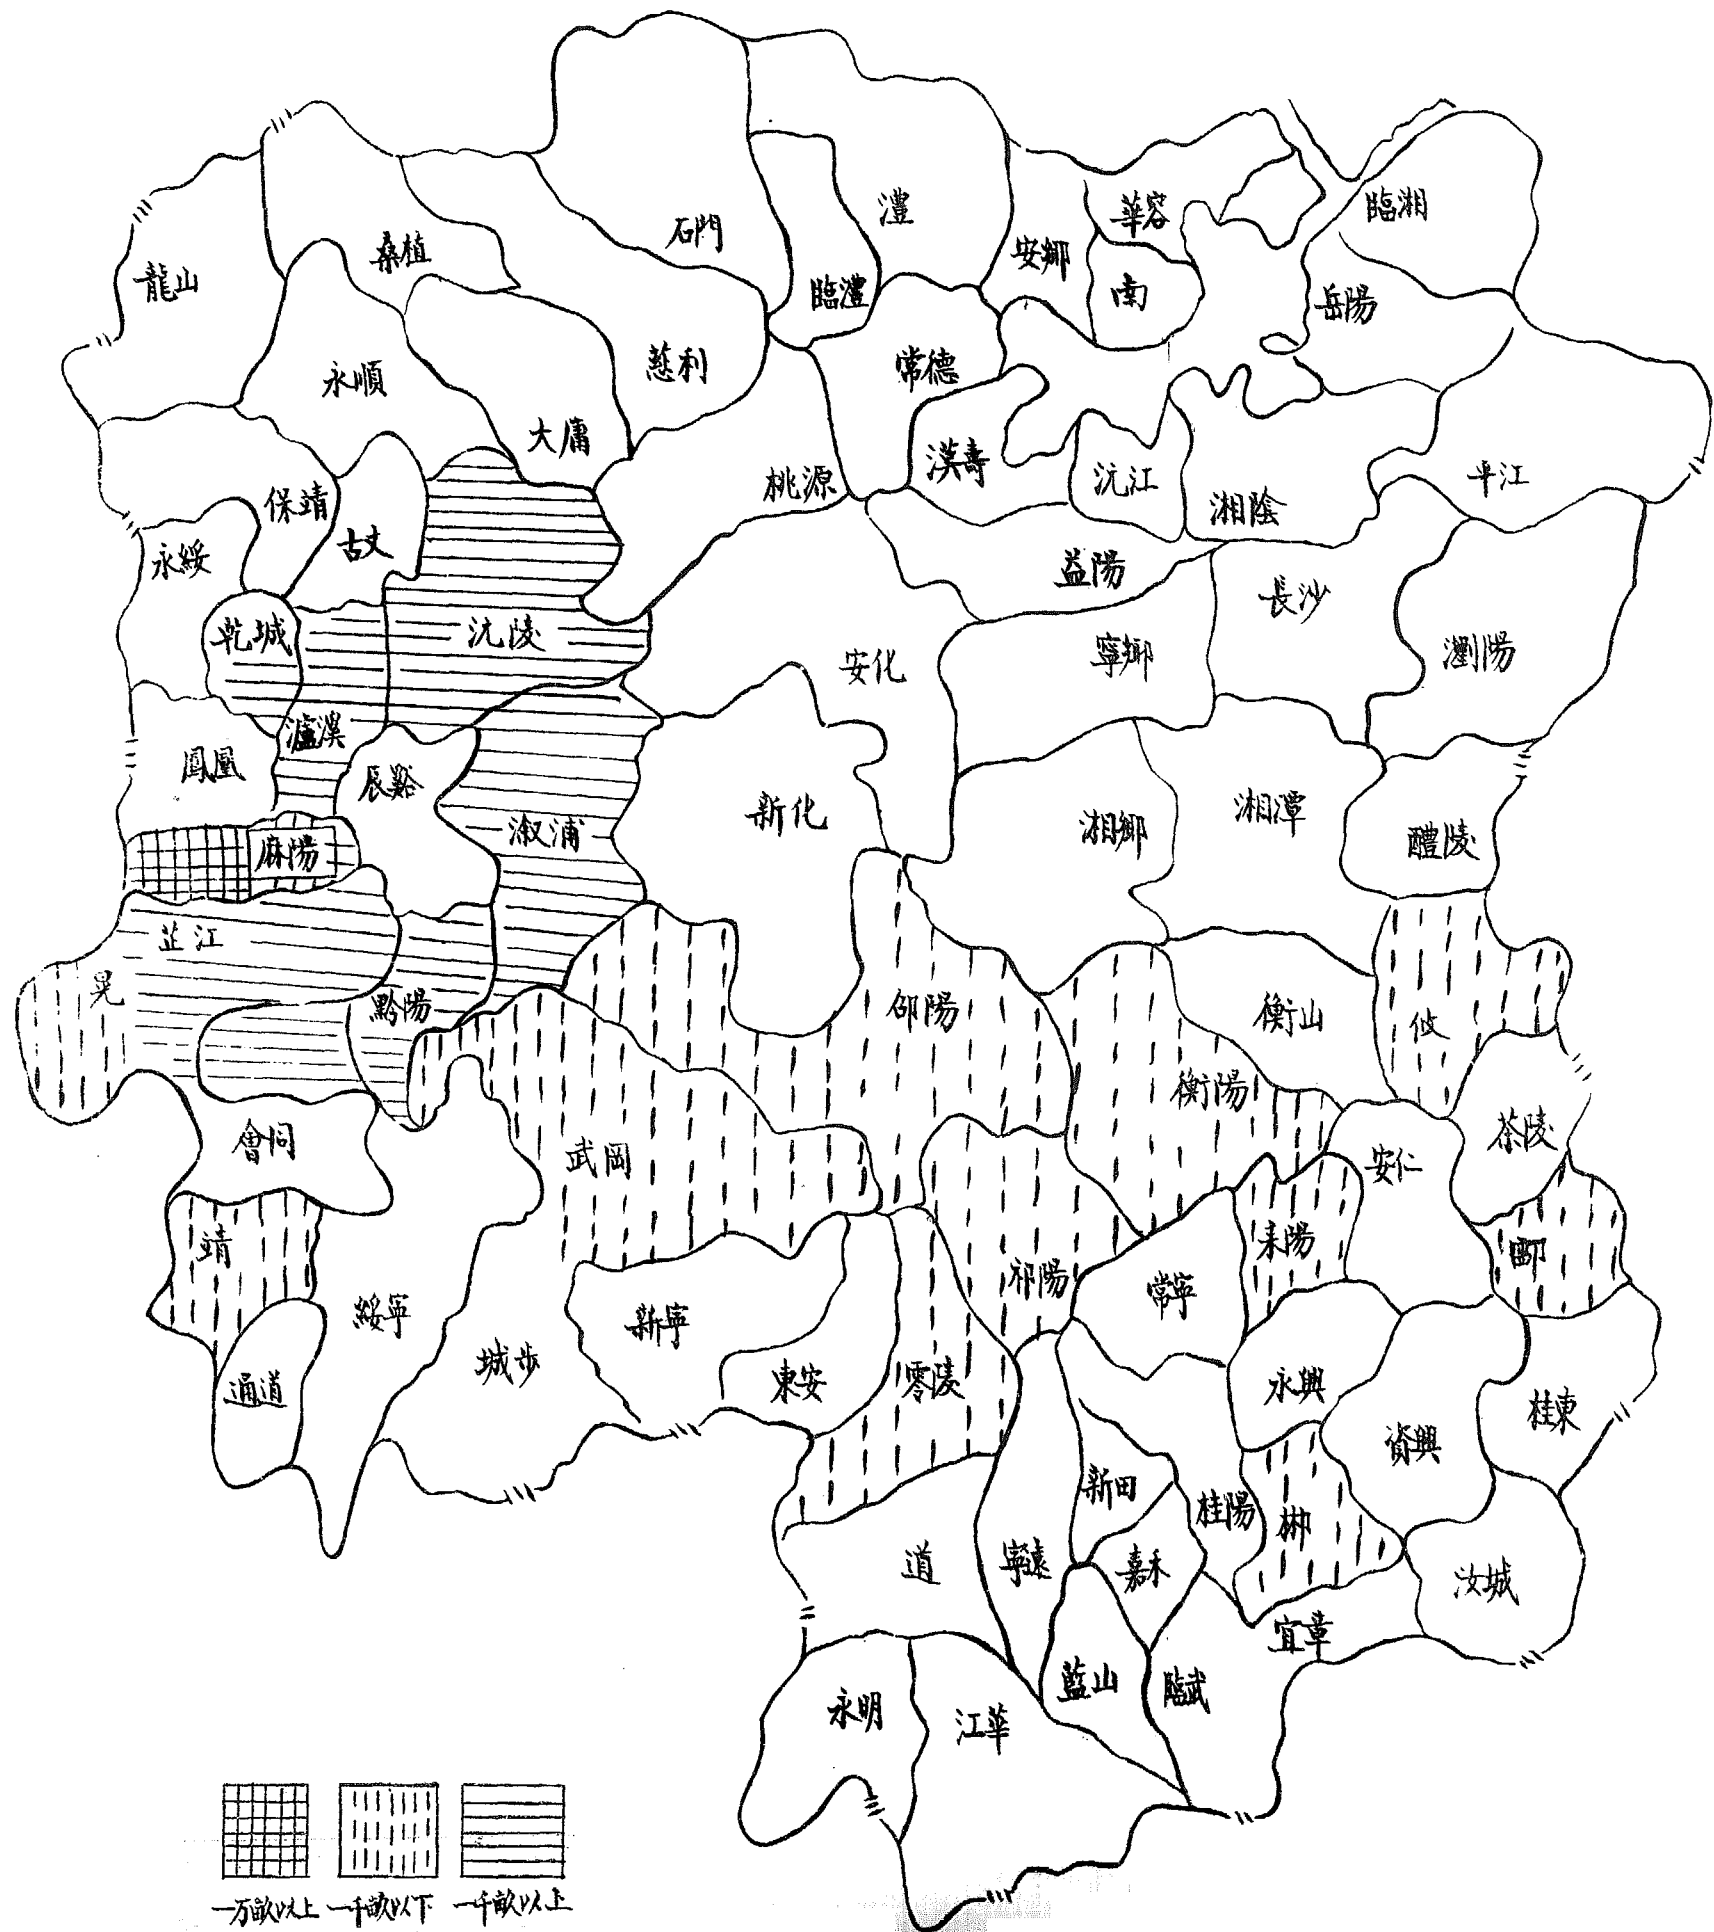 石門
澧
華容
臨湘
桑植
安鄉
龍山
臨澧
南
岳陽
慈利
常德
永順
大庸
桃源
漢壽
沅江
平江
湘陰
保靖
古丈
永綏
益陽
長沙
乾城
沅陵
安化
寧鄉
瀏陽
瀘溪
鳳凰
辰谿
新化
湘鄉
湘潭
醴陵
漵浦
麻陽
芷江
晃
黔陽
邵陽
衡山
攸
衡陽
會同
武岡
安仁
茶陵
靖
耒陽
酃
祁陽
常寧
綏寧
新寧
城步
通道
東安
零陵
永興
桂東
資興
新田
桂陽
郴
道
寧遠
嘉禾
汝城
宜章
藍山
臨武
永明
江華
一万畝以上 一千畝以下 一千畝以上